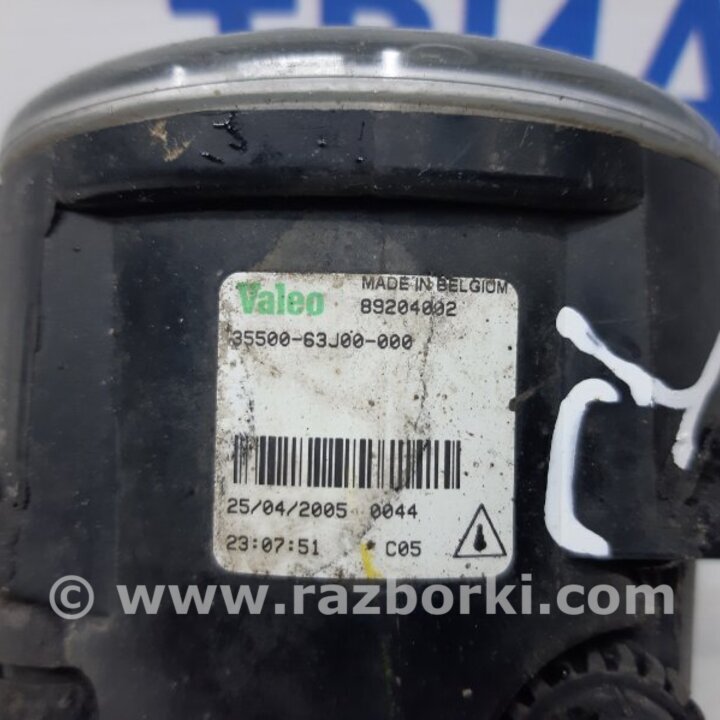 ТРИА
MADE IN BELGIUM
Valeo 89204002
35500-63J00-000
25/04/2005 0044
23:07:51 C05
© www.razborki.com